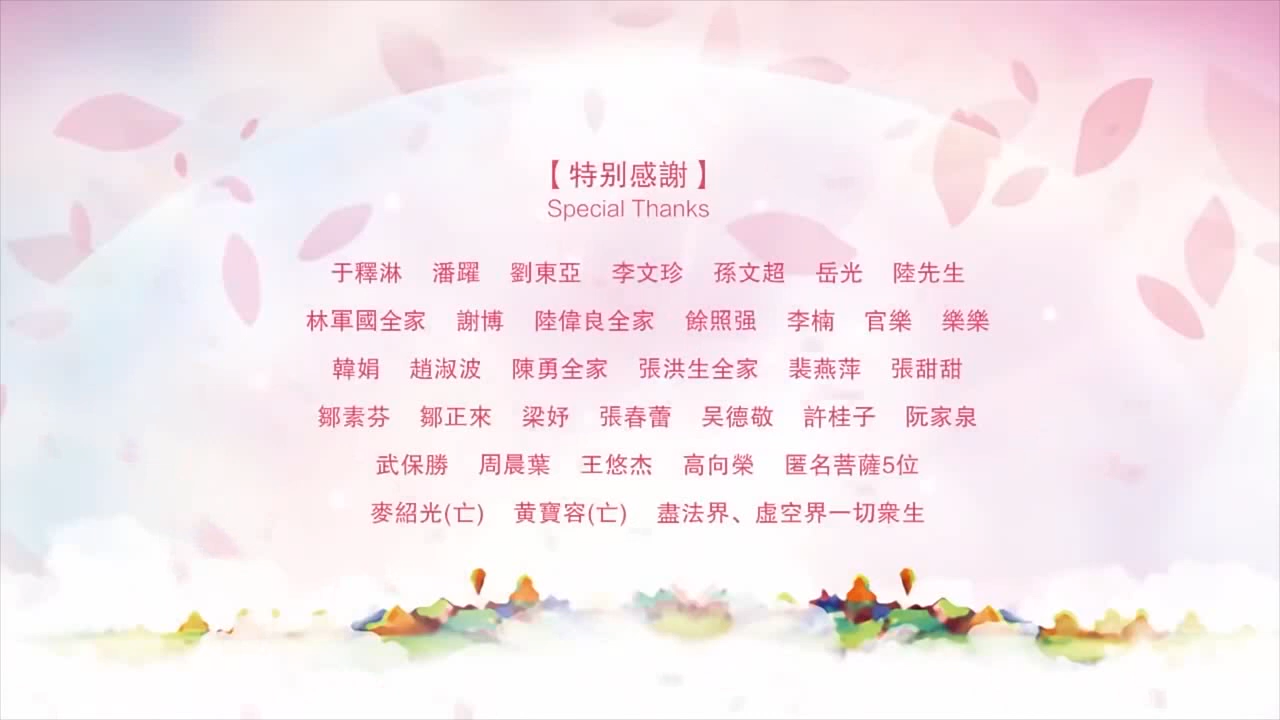 【特别感謝】
Special Thanks
于釋淋 潘躍 劉東亞 李文珍 孫文超 岳光 陸先生
林軍國全家 謝博 陸偉良全家 餘照强 李楠 官樂 樂樂
韓娟 趙淑波 陳勇全家 張洪生全家 裴燕萍 張甜甜
鄒素芬 鄒正來 梁妤 張春蕾 吴德敬 許桂子 阮家泉
武保勝 周晨葉 王悠杰 高向榮 匿名菩薩5位
麥紹光(亡) 黄寶容(亡) 盡法界、虛空界一切衆生